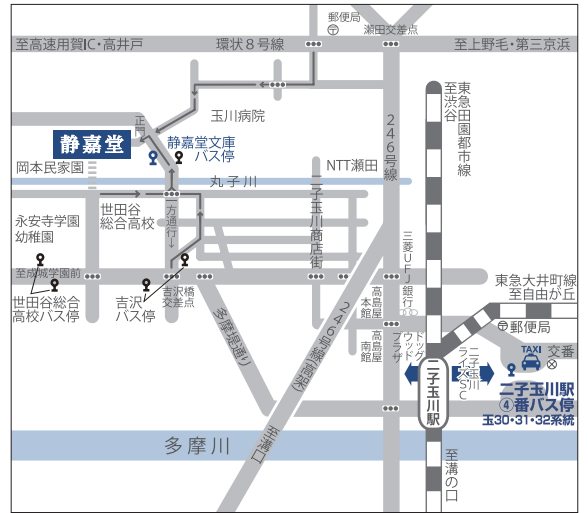 郵便局
瀬田交差点
至高速用賀IC・高井戸
環状8号線
至上野毛・第三京浜
玉川病院
正門
静嘉堂
静嘉堂文庫
バス停
岡本民家園
NTT瀬田
246号線
東急田園都市線
至渋谷
丸子川
永安寺学園
幼稚園
世田谷
総合高校
一方通行→
二子玉川商店街
至成城学園前
世田谷総合
高校バス停
吉沢
バス停
吉沢橋
交差点
三菱UFJ銀行
高島屋
本館
高島屋
南館
東急大井町線
至自由が丘
郵便局
多摩堤通り
246号線(高架)
至溝口
ドッグ
ウッド
プラザ
二子玉川
ライズSC
TAXI
交番
二子玉川駅
二子玉川駅
④番バス停
玉30・31・32系統
多摩川
至溝の口